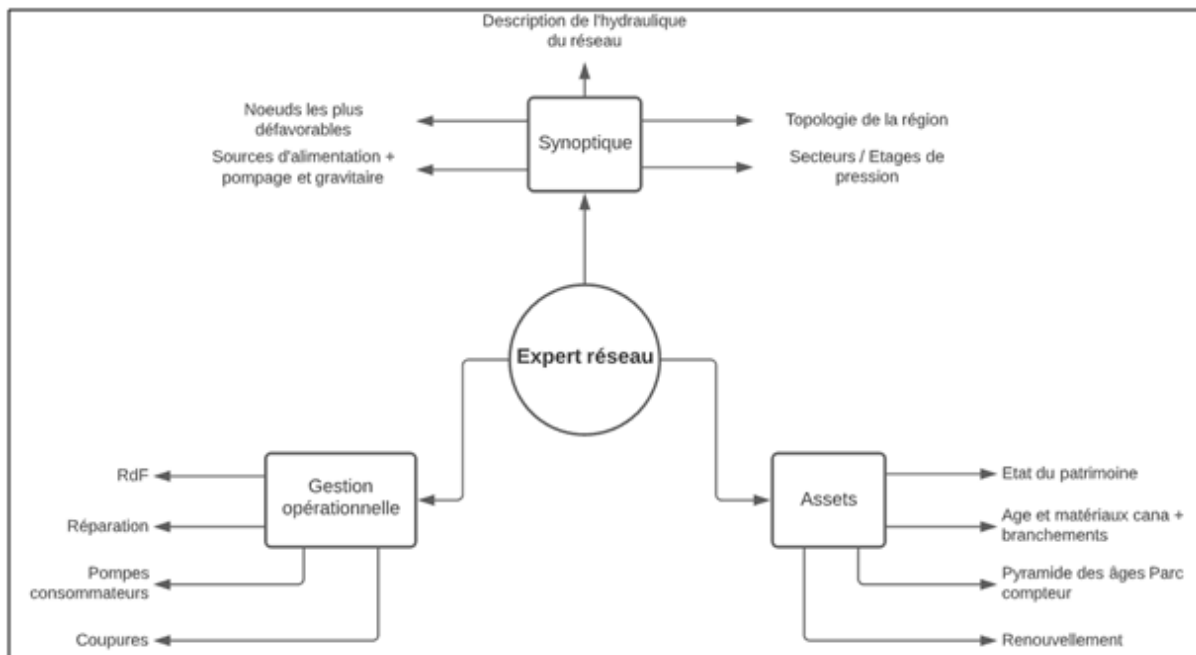 Description de l'hydraulique
du réseau
Noeuds les plus
défavorables
Sources d'alimentation +
pompage et gravitaire
Synoptique
Topologie de la région
Secteurs / Etages de
pression
Expert réseau
RdF
Réparation
Pompes
consommateurs
Coupures
Gestion
opérationnelle
Assets
Etat du patrimoine
Age et matériaux cana +
branchements
Pyramide des âges Parc
compteur
Renouvellement